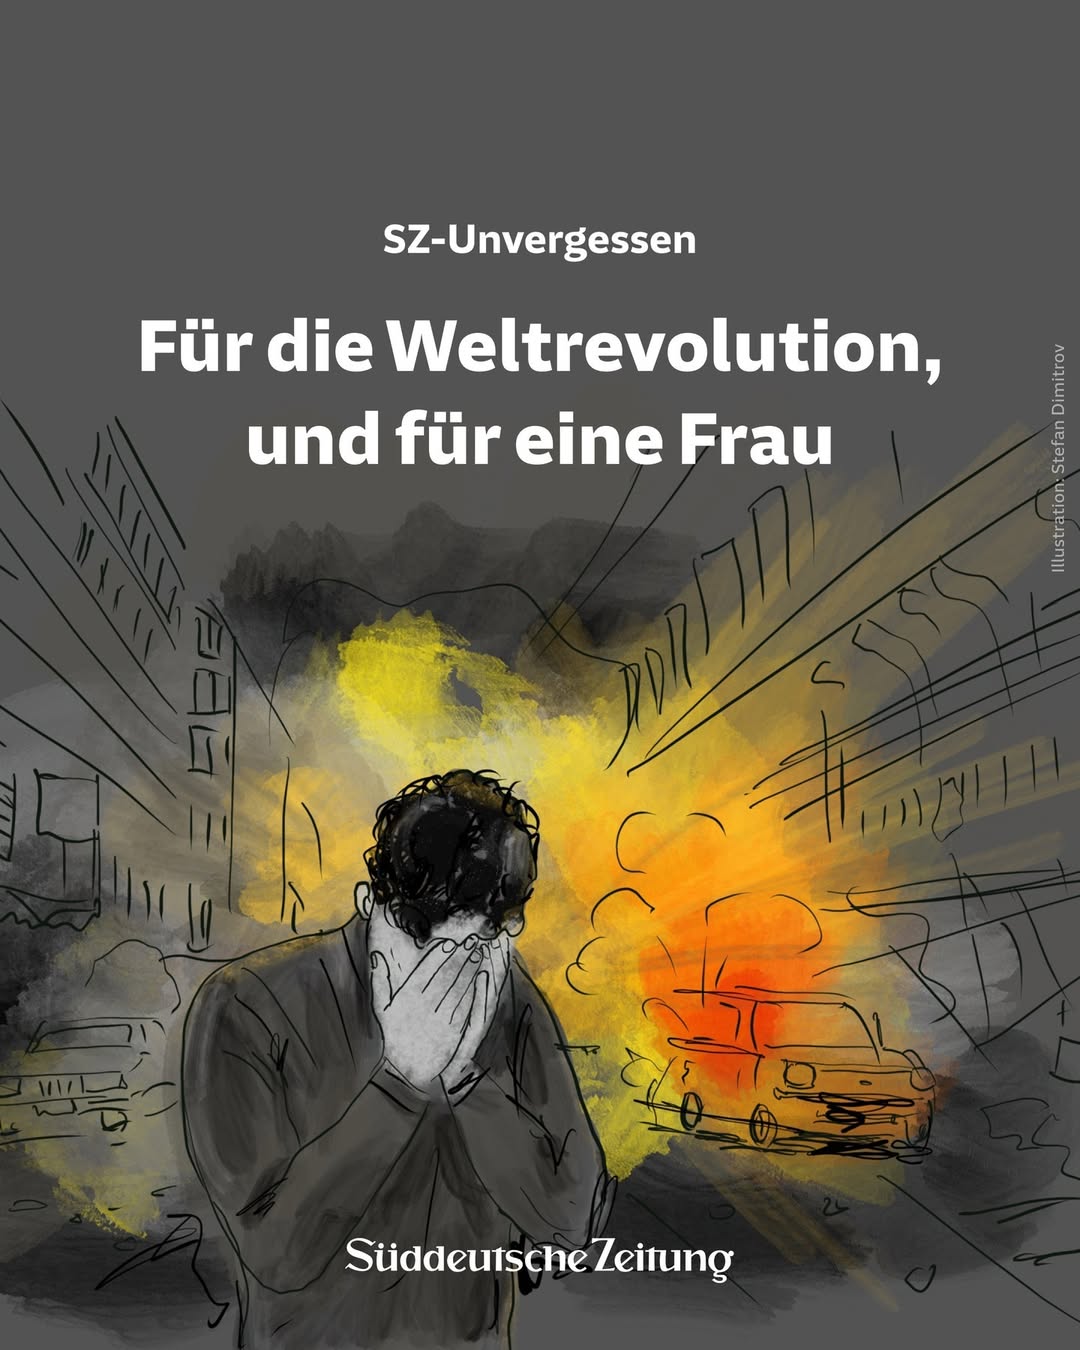 SZ-Unvergessen
Für die Weltrevolution,
und für eine Frau
Illustration: Stefan Dimitrov
Süddeutsche Zeitung